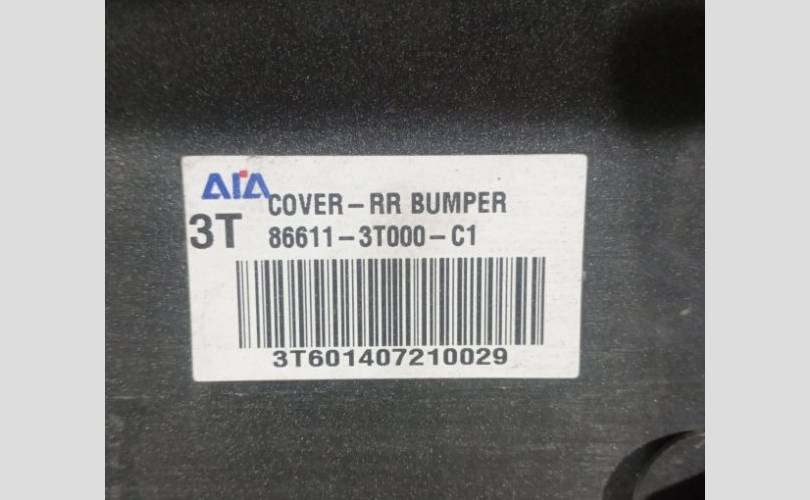 AIA
COVER-RR BUMPER
3T
86611-3T000-C1
3T601407210029